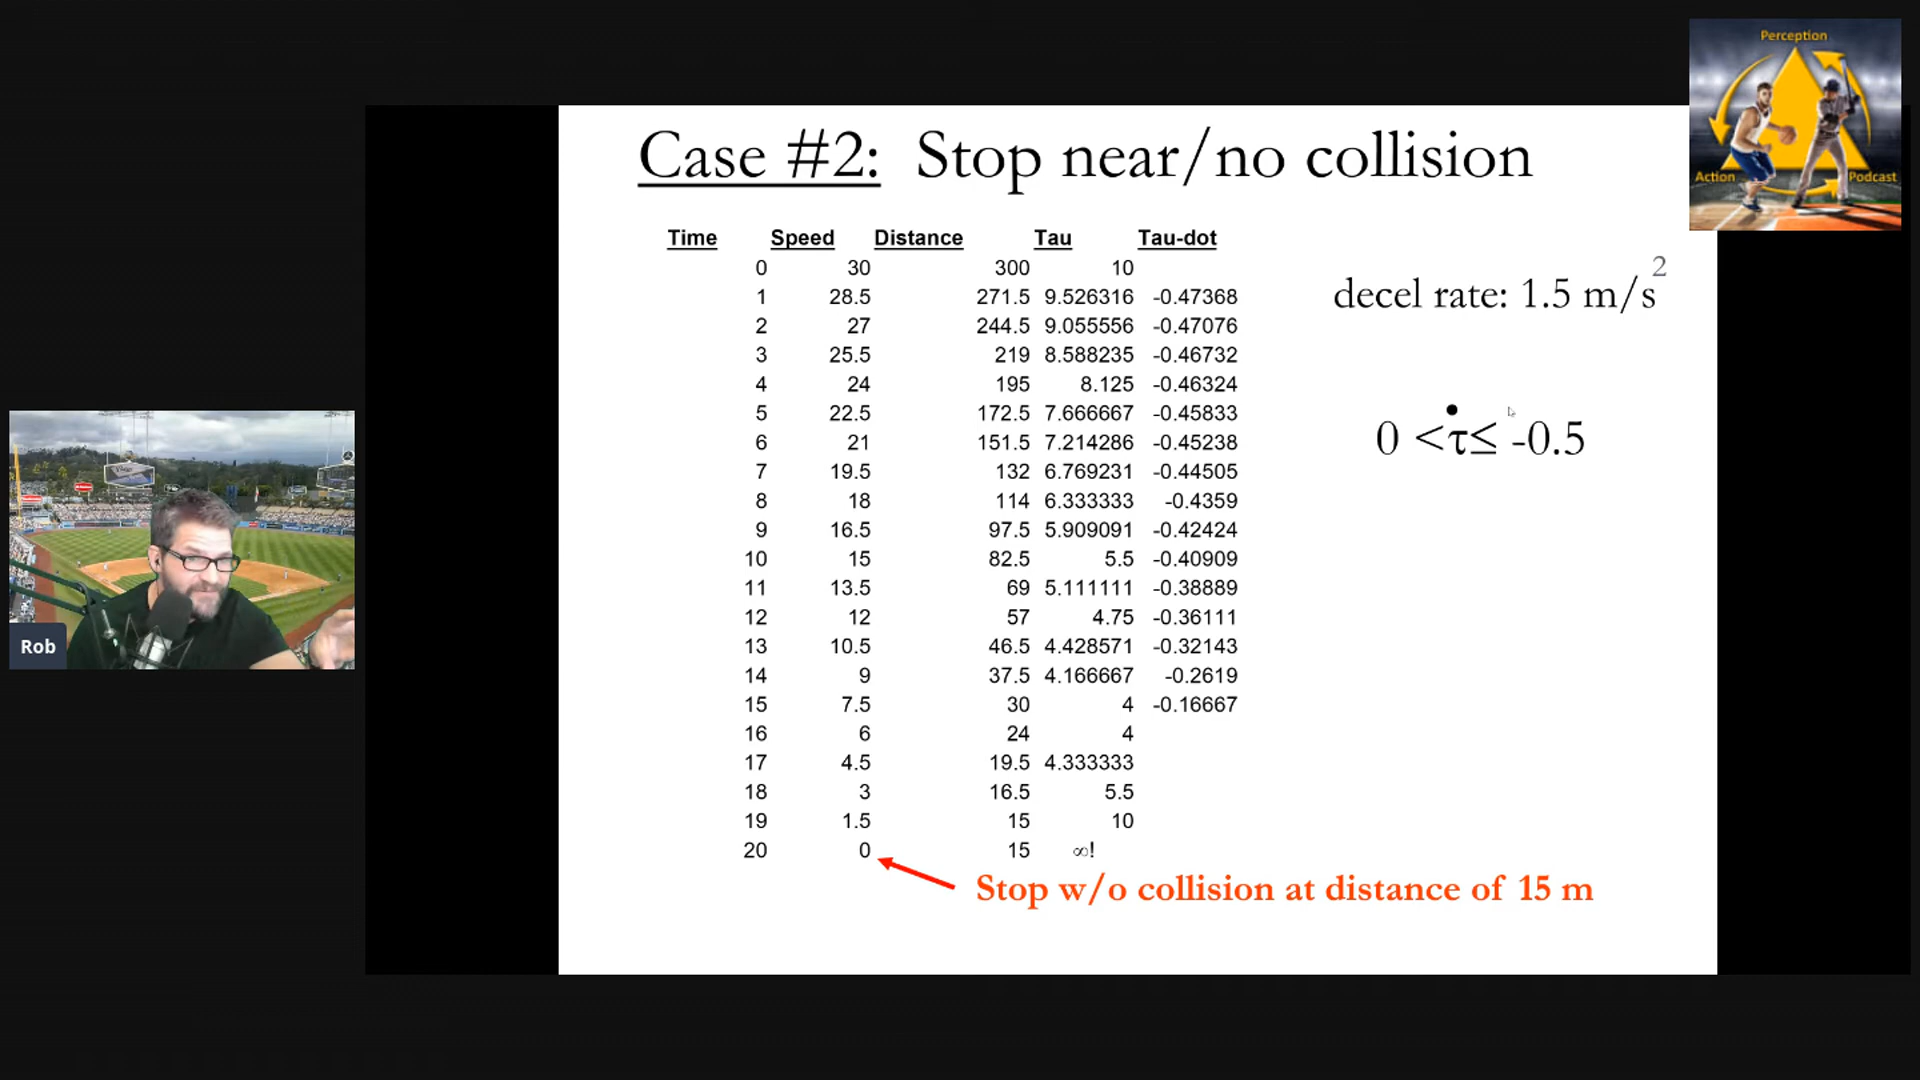 Perception
Action
Podcast
Case #2: Stop near/no collision
Time Speed Distance Tau Tau-dot
0 30 300 10
1 28.5 271.5 9.526316 -0.47368
2 27 244.5 9.055556 -0.47076
3 25.5 219 8.588235 -0.46732
4 24 195 8.125 -0.46324
5 22.5 172.5 7.666667 -0.45833
6 21 151.5 7.214286 -0.45238
7 19.5 132 6.769231 -0.44505
8 18 114 6.333333 -0.4359
9 16.5 97.5 5.909091 -0.42424
10 15 82.5 5.5 -0.40909
11 13.5 69 5.111111 -0.38889
12 12 57 4.75 -0.36111
13 10.5 46.5 4.428571 -0.32143
14 9 37.5 4.166667 -0.2619
15 7.5 30 4 -0.16667
16 6 24 4
17 4.5 19.5 4.333333
18 3 16.5 5.5
19 1.5 15 10
20 0 15 ∞!
decel rate: 1.5 m/s²
0 < τ̇ ≤ -0.5
Stop w/o collision at distance of 15 m
Rob